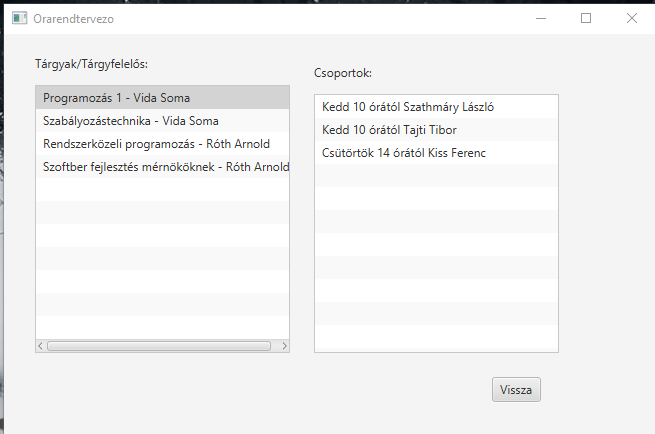 Orarendtervezo
Tárgyak/Tárgyfelelős:
Programozás 1 - Vida Soma
Szabályozástechnika - Vida Soma
Rendszerközeli programozás - Róth Arnold
Szoftber fejlesztés mérnököknek - Róth Arnold
Csoportok:
Kedd 10 órától Szathmáry László
Kedd 10 órától Tajti Tibor
Csütörtök 14 órától Kiss Ferenc
Vissza